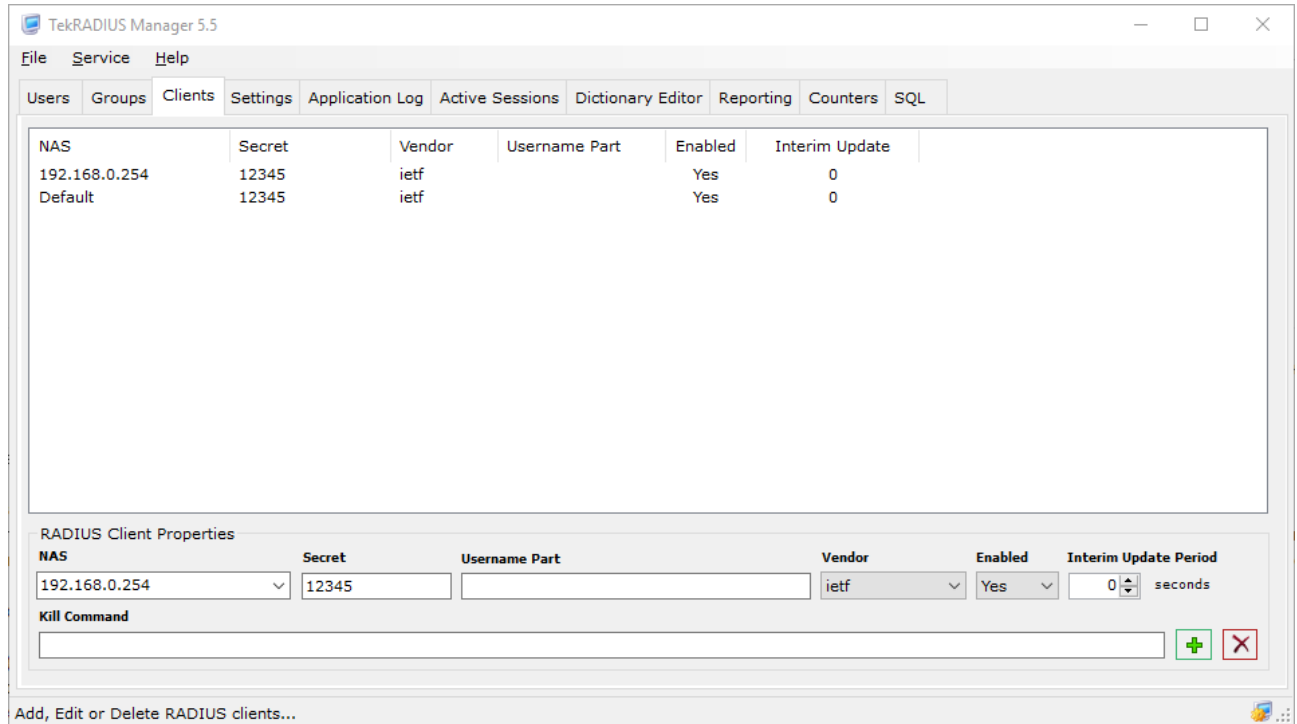 TekRADIUS Manager 5.5
File Service Help
Users Groups Clients Settings Application Log Active Sessions Dictionary Editor Reporting Counters SQL
NAS Secret Vendor Username Part Enabled Interim Update
192.168.0.254 12345 ietf Yes 0
Default 12345 ietf Yes 0
RADIUS Client Properties
NAS Secret Username Part Vendor Enabled Interim Update Period
192.168.0.254 12345 ietf Yes 0 seconds
Kill Command
Add, Edit or Delete RADIUS clients...